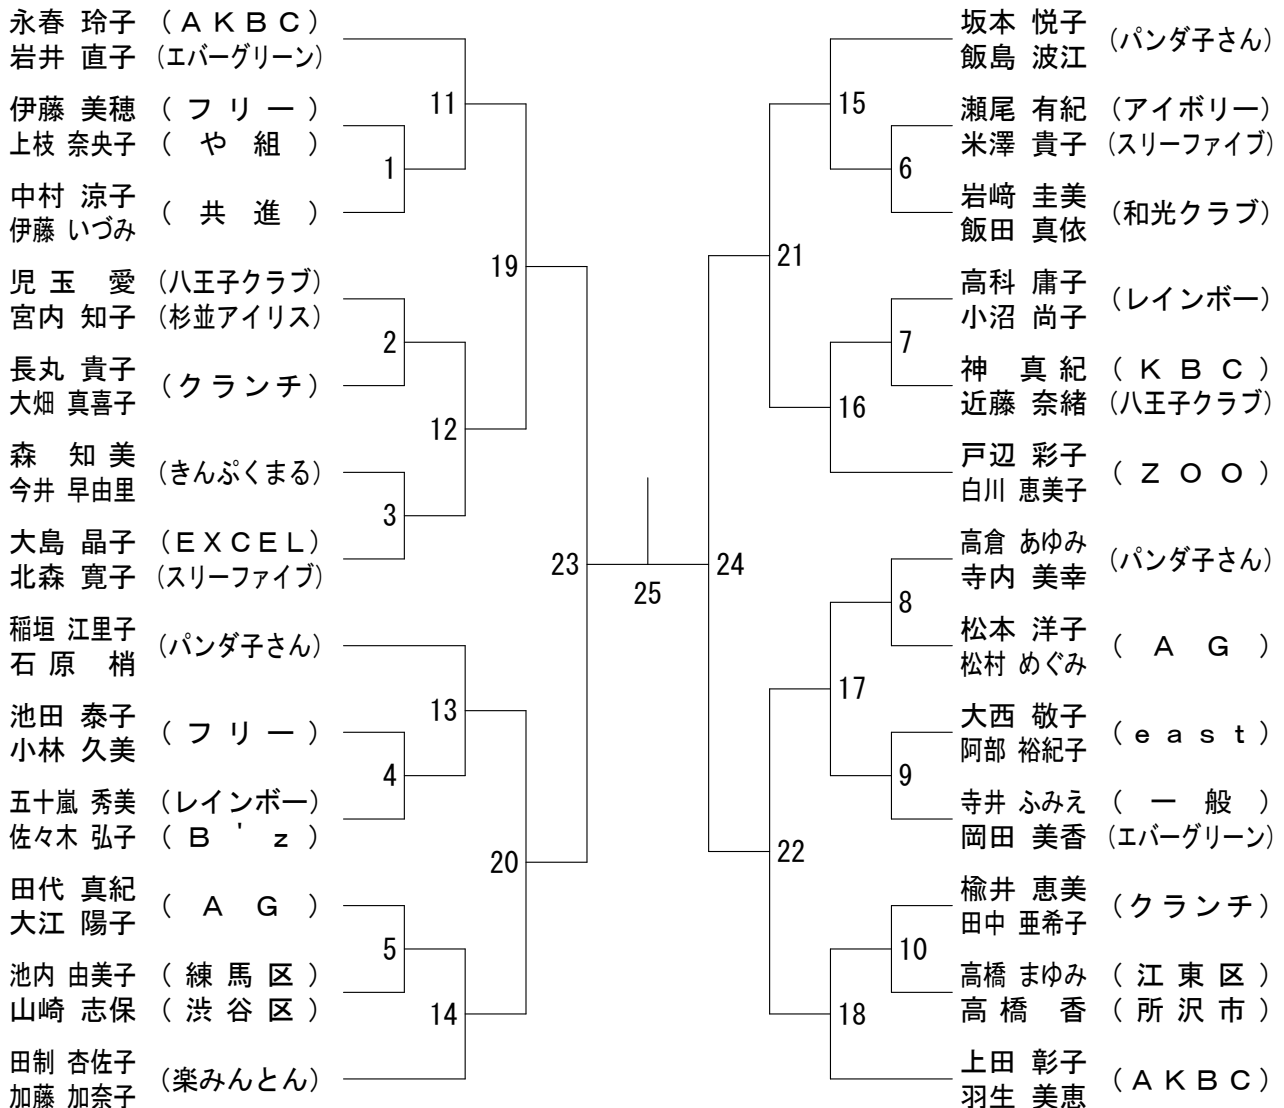 永春 玲子 (ＡＫＢＣ)
岩井 直子 (エバーグリーン)
伊藤 美穂 (フリー)
上枝 奈央子 (や組)
中村 涼子
伊藤 いづみ
(共進)
児玉 愛 (八王子クラブ)
宮内 知子 (杉並アイリス)
長丸 貴子
大畑 真喜子
(クランチ)
森 知美
今井 早由里
(きんぷくまる)
大島 晶子 (ＥＸＣＥＬ)
北森 寛子 (スリーファイブ)
稲垣 江里子
石原 梢
(パンダ子さん)
池田 泰子
小林 久美
(フリー)
五十嵐 秀美 (レインボー)
佐々木 弘子 (Ｂ'ｚ)
田代 真紀
大江 陽子
(ＡＧ)
池内 由美子 (練馬区)
山崎 志保 (渋谷区)
田制 杏佐子
加藤 加奈子
(楽みんとん)
11
1
19
2
12
3
23
13
4
20
5
14
25
15
6
21
7
16
24
8
17
9
22
10
18
坂本 悦子
飯島 波江
(パンダ子さん)
瀬尾 有紀 (アイボリー)
米澤 貴子 (スリーファイブ)
岩﨑 圭美
飯田 真依
(和光クラブ)
高科 庸子
小沼 尚子
(レインボー)
神 真紀 (ＫＢＣ)
近藤 奈緒 (八王子クラブ)
戸辺 彩子
白川 恵美子
(ＺＯＯ)
高倉 あゆみ
寺内 美幸
(パンダ子さん)
松本 洋子
松村 めぐみ
(ＡＧ)
大西 敬子
阿部 裕紀子
(ｅａｓｔ)
寺井 ふみえ (一般)
岡田 美香 (エバーグリーン)
楡井 恵美
田中 亜希子
(クランチ)
高橋 まゆみ (江東区)
高橋 香 (所沢市)
上田 彰子
羽生 美恵
(ＡＫＢＣ)